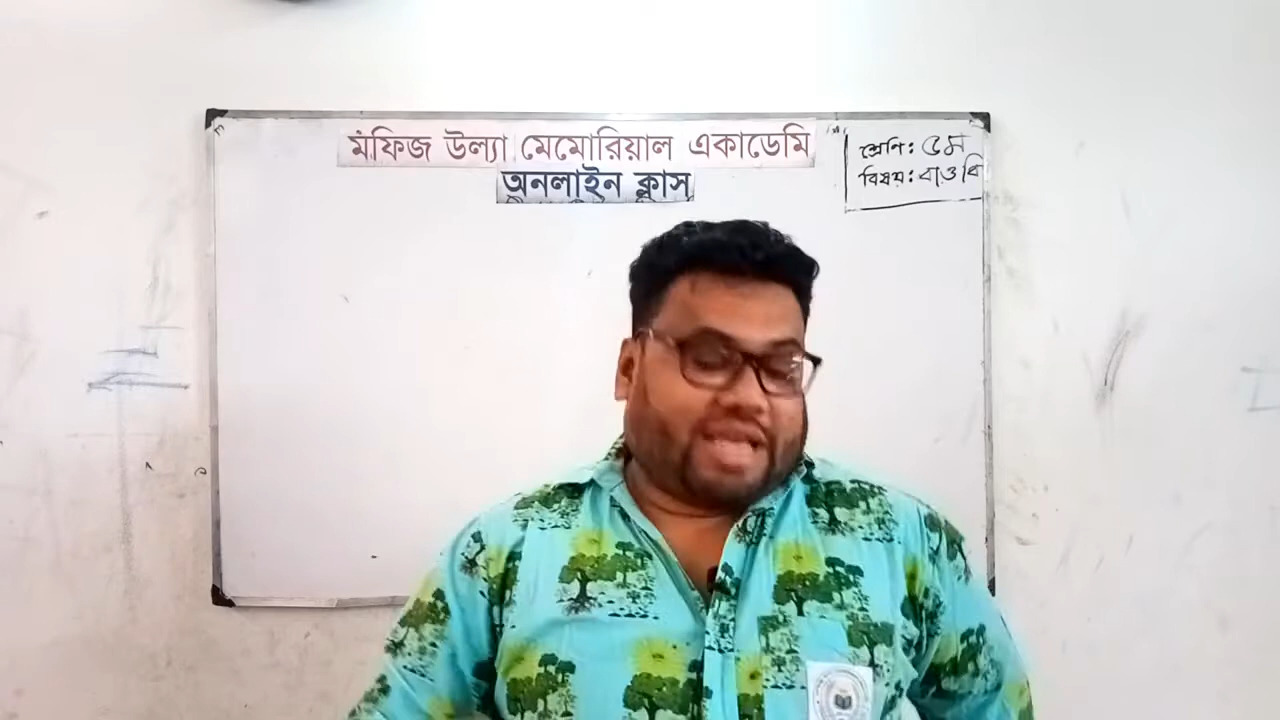 মফিজ উল্যা মেমোরিয়াল একাডেমি
অনলাইন ক্লাস
শ্রেণি: ৫ম
বিষয়: বাওবি